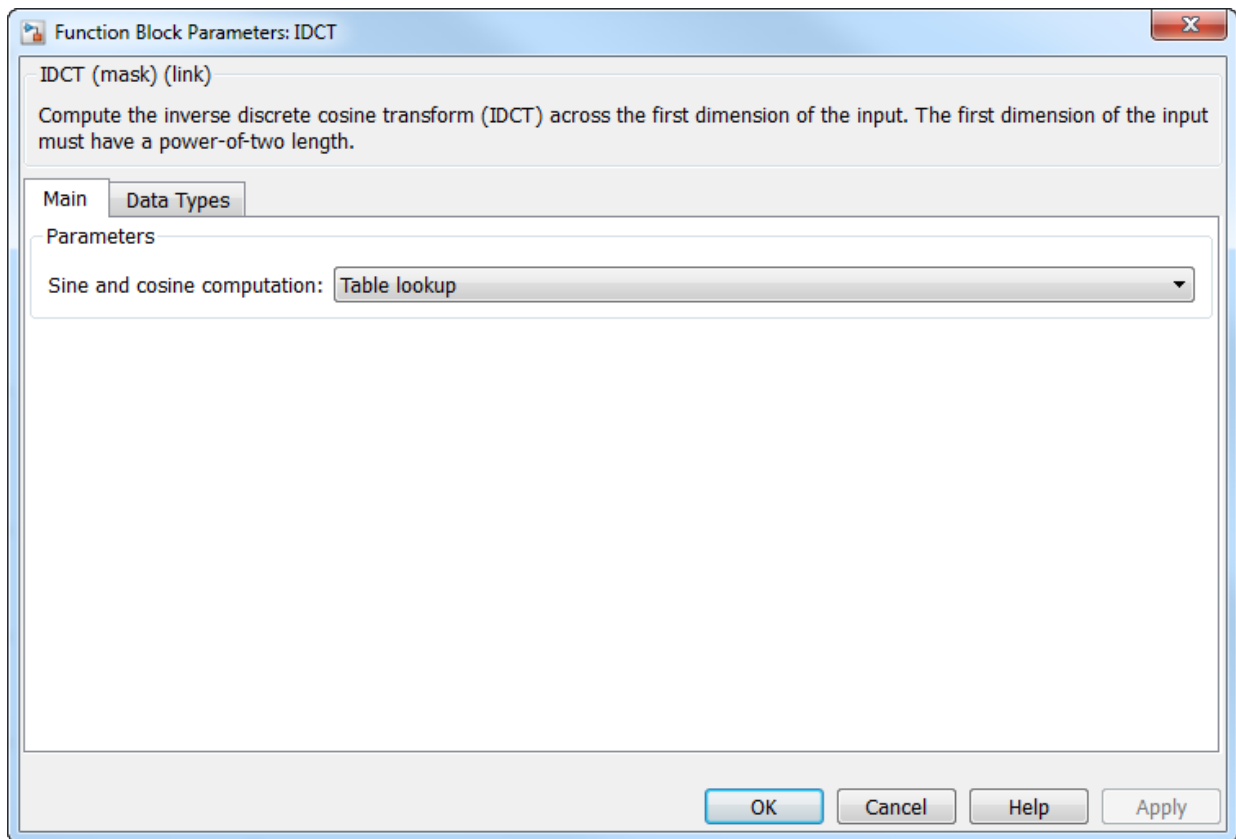 Function Block Parameters: IDCT
IDCT (mask) (link)
Compute the inverse discrete cosine transform (IDCT) across the first dimension of the input. The first dimension of the input
must have a power-of-two length.
Main Data Types
Parameters
Sine and cosine computation: Table lookup
OK Cancel Help Apply